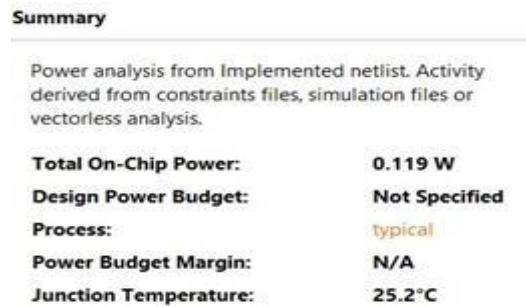 Summary
Power analysis from Implemented netlist. Activity
derived from constraints files, simulation files or
vectorless analysis.
Total On-Chip Power: 0.119 W
Design Power Budget: Not Specified
Process: typical
Power Budget Margin: N/A
Junction Temperature: 25.2°C